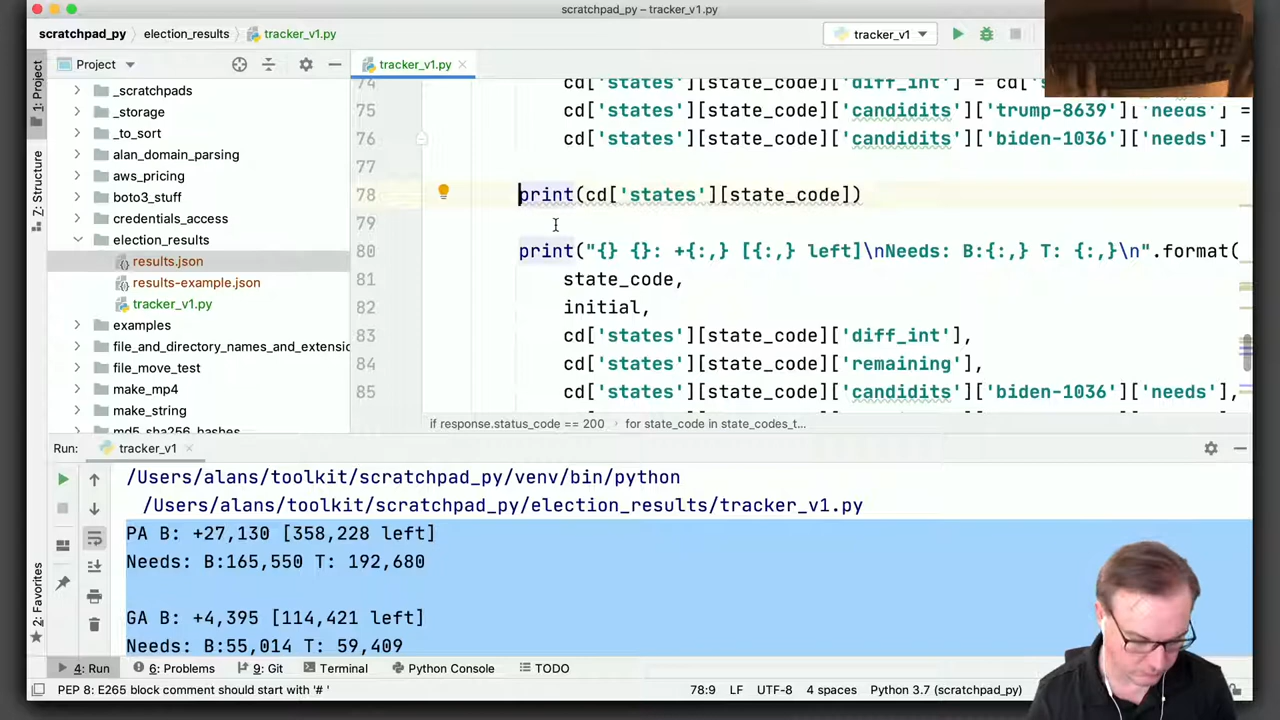 scratchpad_py – tracker_v1.py
scratchpad_py election_results tracker_v1.py tracker_v1
1: Project
Project
tracker_v1.py
_scratchpads
_storage
_to_sort
alan_domain_parsing
aws_pricing
boto3_stuff
credentials_access
election_results
results.json
results-example.json
tracker_v1.py
examples
file_and_directory_names_and_extensio
file_move_test
make_mp4
make_string
md5_sha256_hashes
Z: Structure
2: Favorites
74 cd['states'][state_code]['diff_int'] = cd['s
75 cd['states'][state_code]['candidits']['trump-8639']['needs'] =
76 cd['states'][state_code]['candidits']['biden-1036']['needs'] =
77
78 print(cd['states'][state_code])
79
80 print("{} {}: +{:,} [{:,} left]\nNeeds: B:{:,} T: {:,}\n".format(
81 state_code,
82 initial,
83 cd['states'][state_code]['diff_int'],
84 cd['states'][state_code]['remaining'],
85 cd['states'][state_code]['candidits']['biden-1036']['needs'],
if response.status_code == 200 for state_code in state_codes_t...
Run: tracker_v1
/Users/alans/toolkit/scratchpad_py/venv/bin/python
/Users/alans/toolkit/scratchpad_py/election_results/tracker_v1.py
PA B: +27,130 [358,228 left]
Needs: B:165,550 T: 192,680
GA B: +4,395 [114,421 left]
Needs: B:55,014 T: 59,409
4: Run 6: Problems 9: Git Terminal Python Console TODO
PEP 8: E265 block comment should start with '# ' 78:9 LF UTF-8 4 spaces Python 3.7 (scratchpad_py)